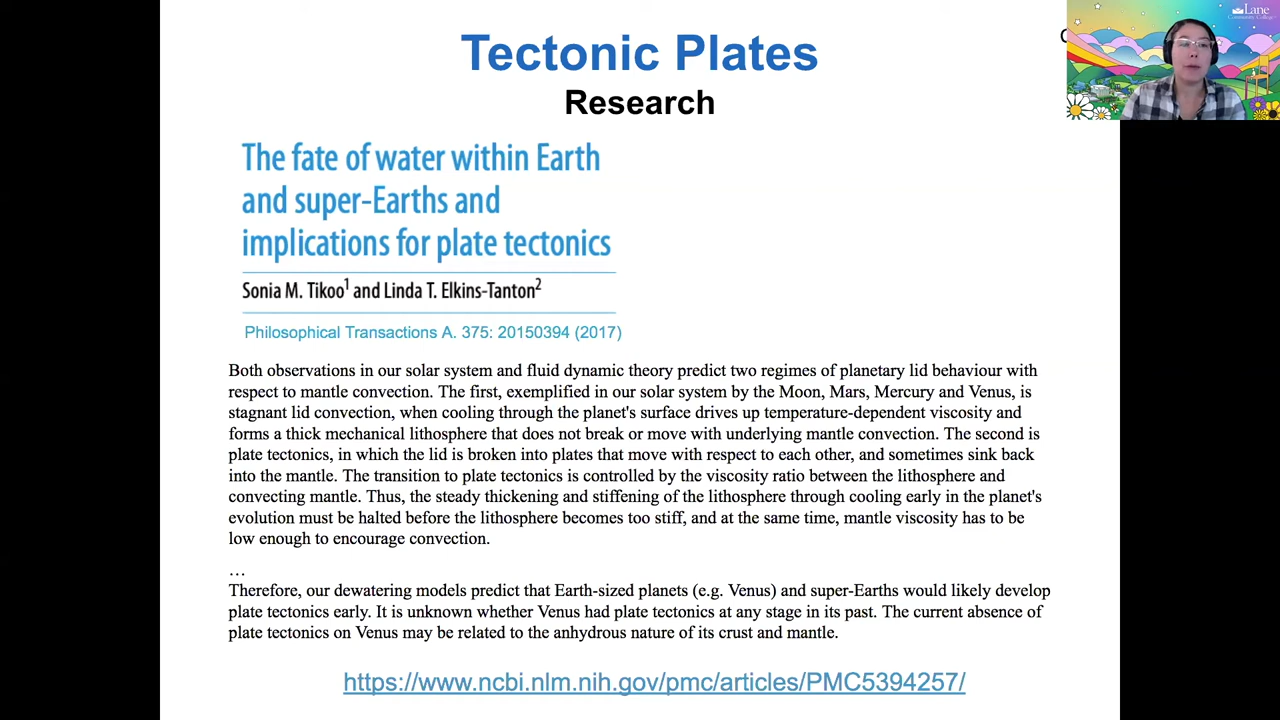 Tectonic Plates
Research
Lane
Community College
The fate of water within Earth
and super-Earths and
implications for plate tectonics
Sonia M. Tikoo1 and Linda T. Elkins-Tanton2
Philosophical Transactions A. 375: 20150394 (2017)
Both observations in our solar system and fluid dynamic theory predict two regimes of planetary lid behaviour with
respect to mantle convection. The first, exemplified in our solar system by the Moon, Mars, Mercury and Venus, is
stagnant lid convection, when cooling through the planet's surface drives up temperature-dependent viscosity and
forms a thick mechanical lithosphere that does not break or move with underlying mantle convection. The second is
plate tectonics, in which the lid is broken into plates that move with respect to each other, and sometimes sink back
into the mantle. The transition to plate tectonics is controlled by the viscosity ratio between the lithosphere and
convecting mantle. Thus, the steady thickening and stiffening of the lithosphere through cooling early in the planet's
evolution must be halted before the lithosphere becomes too stiff, and at the same time, mantle viscosity has to be
low enough to encourage convection.
…
Therefore, our dewatering models predict that Earth-sized planets (e.g. Venus) and super-Earths would likely develop
plate tectonics early. It is unknown whether Venus had plate tectonics at any stage in its past. The current absence of
plate tectonics on Venus may be related to the anhydrous nature of its crust and mantle.
https://www.ncbi.nlm.nih.gov/pmc/articles/PMC5394257/